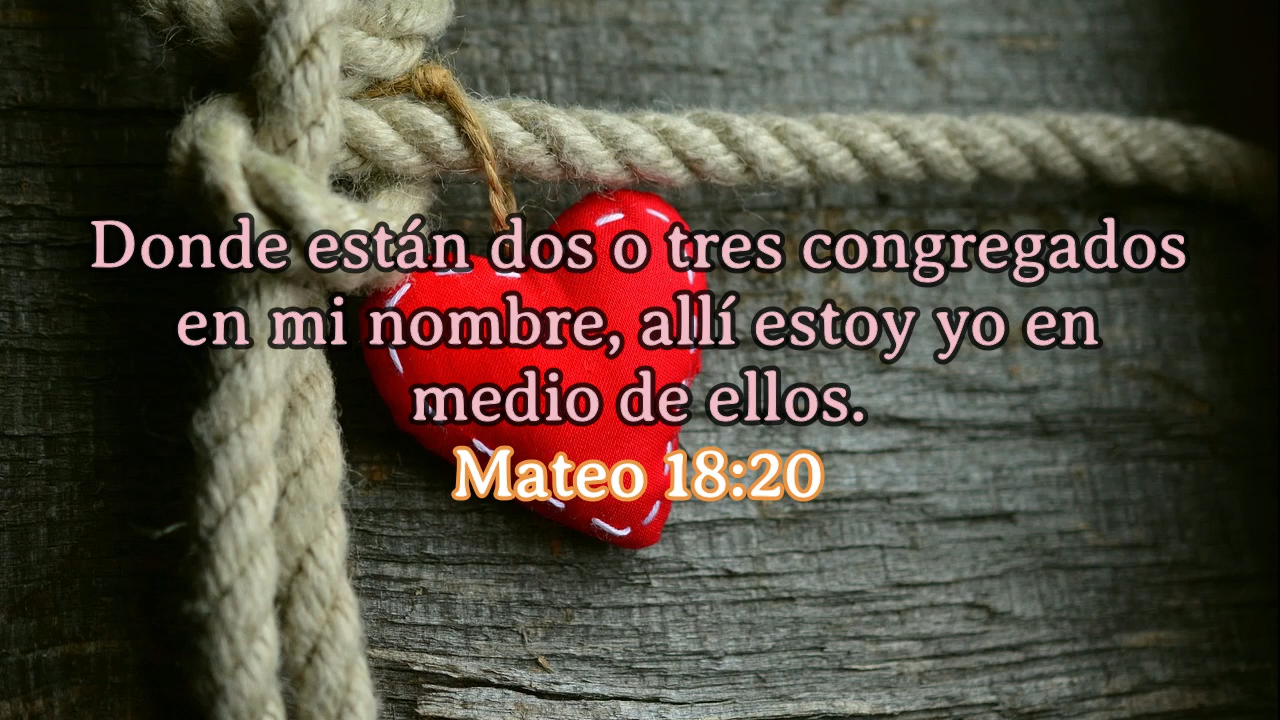 Donde están dos o tres congregados
en mi nombre, allí estoy yo en
medio de ellos.
Mateo 18:20